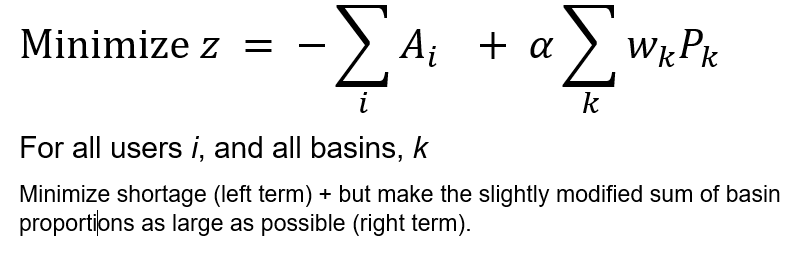 Minimize z = − ∑ A_i + α ∑ w_k P_k
i k
For all users i, and all basins, k
Minimize shortage (left term) + but make the slightly modified sum of basin
proportions as large as possible (right term).